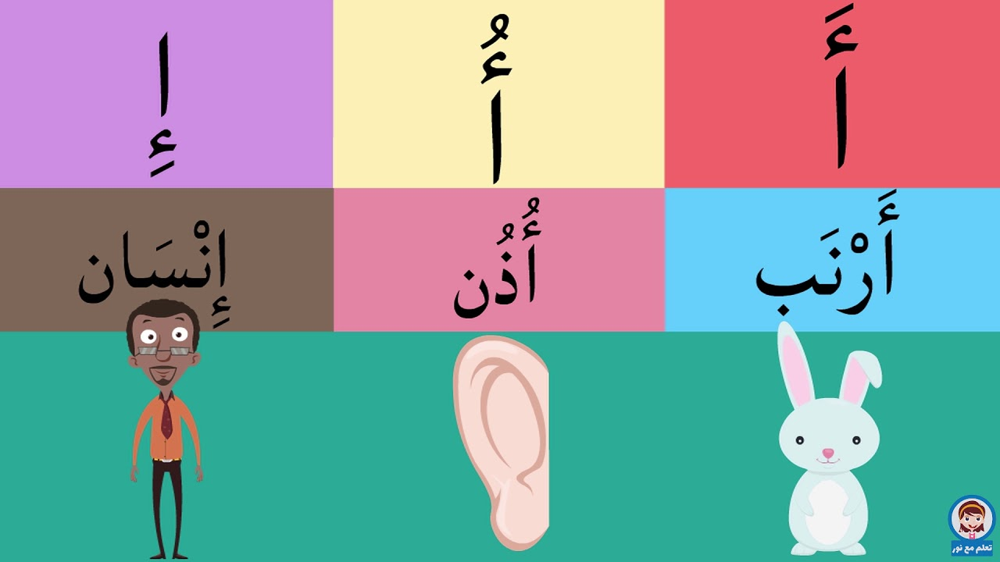 أَ أُ إِ
أَرْنَب أُذُن إِنْسَان
تعلم مع نور